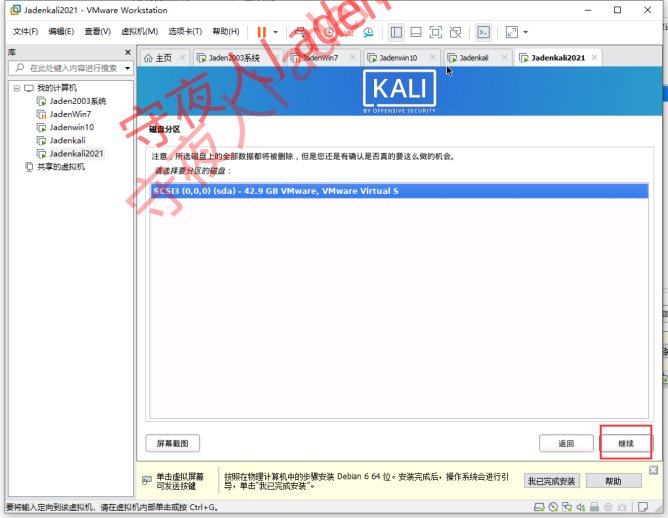 Jadenkali2021 - VMware Workstation
文件(F) 编辑(E) 查看(V) 虚拟机(M) 选项卡(T) 帮助(H)
库
在此处键入内容进行搜索
我的计算机
Jaden2003系统
JadenWin7
Jadenwin10
Jadenkali
Jadenkali2021
共享的虚拟机
主页 Jaden2003系统 JadenWin7 Jadenwin10 Jadenkali Jadenkali2021
KALI
BY OFFENSIVE SECURITY
磁盘分区
注意，所选磁盘上的全部数据都将被删除，但是您还是有确认是否真的要这么做的机会。
请选择要分区的磁盘：
SCSI3 (0,0,0) (sda) - 42.9 GB VMware, VMware Virtual S
屏幕截图 返回 继续
单击虚拟屏幕
可发送按键
按照在物理计算机中的步骤安装 Debian 6 64 位。安装完成后，操作系统会进行引
导，单击“我已完成安装”。
我已完成安装 帮助
要将输入定向到该虚拟机，请在虚拟机内部单击或按 Ctrl+G。
守夜人Jaden
守夜人Jaden